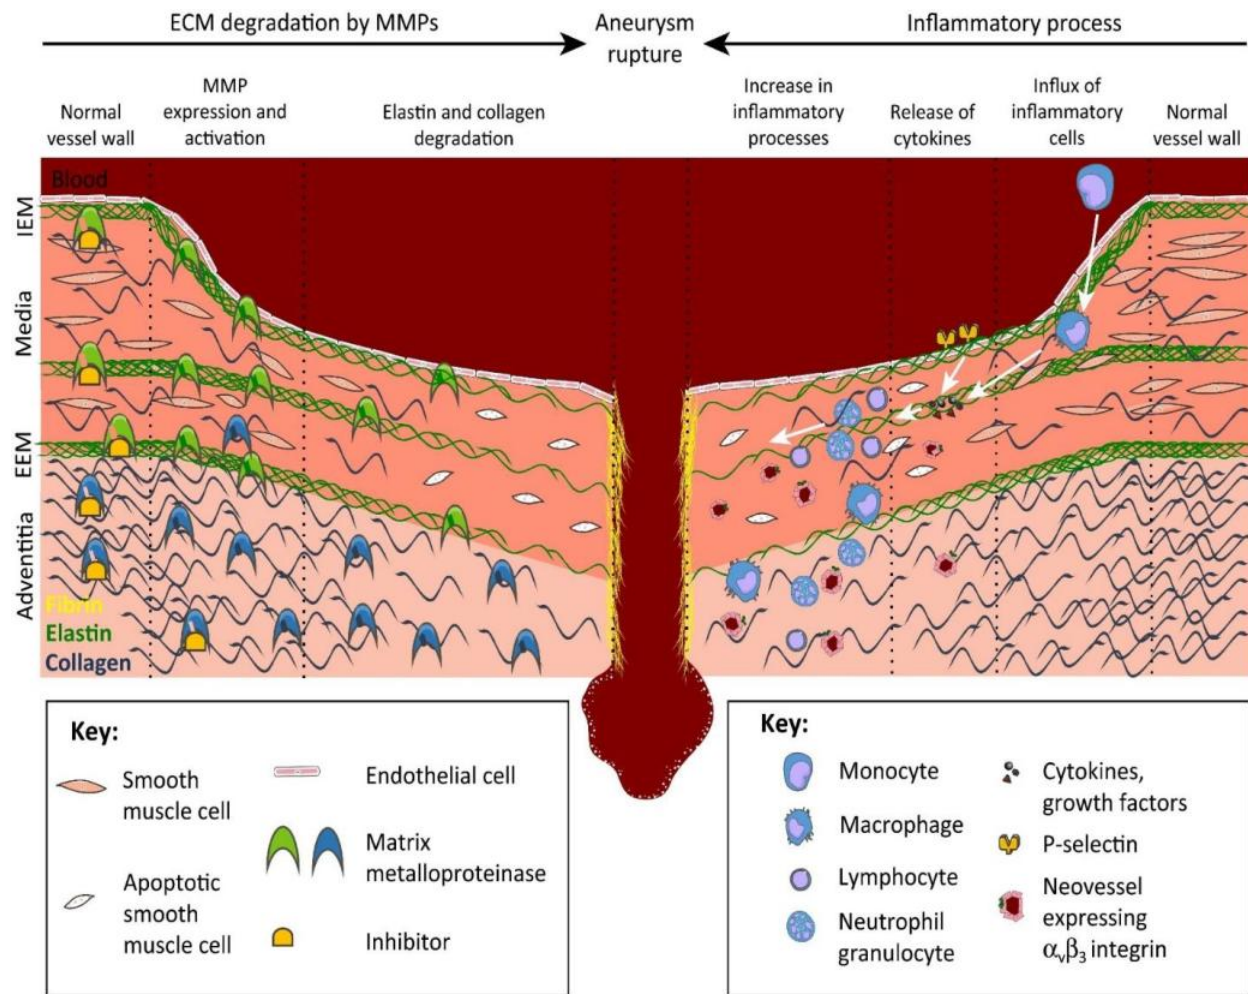 ECM degradation by MMPs
Aneurysm
rupture
Inflammatory process
Normal
vessel wall
MMP
expression and
activation
Elastin and collagen
degradation
Increase in
inflammatory
processes
Release of
cytokines
Influx of
inflammatory
cells
Normal
vessel wall
Blood
IEM
Media
EEM
Adventitia
Fibrin
Elastin
Collagen
Key:
Smooth
muscle cell
Apoptotic
smooth
muscle cell
Endothelial cell
Matrix
metalloproteinase
Inhibitor
Key:
Monocyte
Macrophage
Lymphocyte
Neutrophil
granulocyte
Cytokines,
growth factors
P-selectin
Neovessel
expressing
αᵥβ₃ integrin